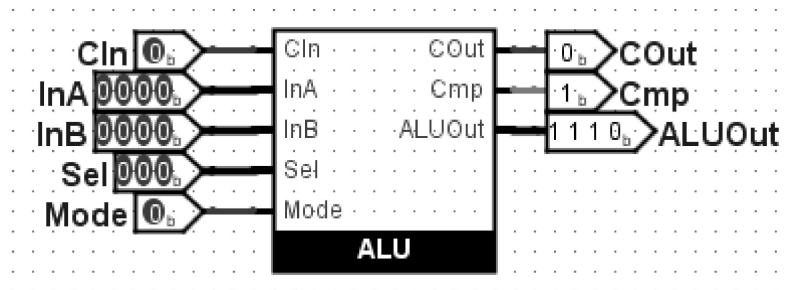 CIn 0b CIn COut 0b COut
InA 0000b InA Cmp 1b Cmp
InB 0000b InB ALUOut 1110b ALUOut
Sel 000b Sel
Mode 0b Mode
ALU